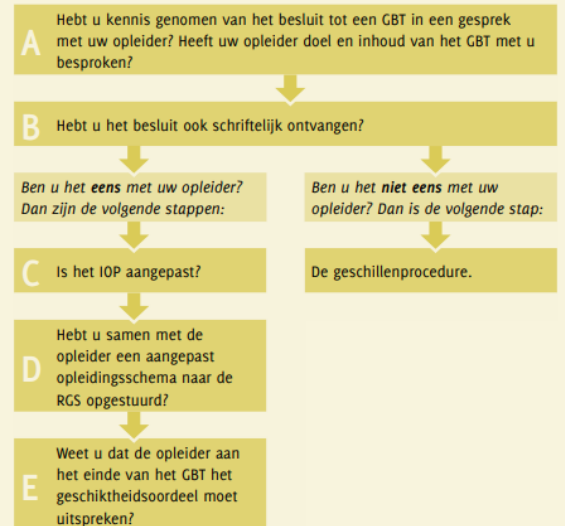 A
Hebt u kennis genomen van het besluit tot een GBT in een gesprek
met uw opleider? Heeft uw opleider doel en inhoud van het GBT met u
besproken?
B
Hebt u het besluit ook schriftelijk ontvangen?
Ben u het eens met uw opleider?
Dan zijn de volgende stappen:
Ben u het niet eens met uw
opleider? Dan is de volgende stap:
C
Is het IOP aangepast?
De geschillenprocedure.
D
Hebt u samen met de
opleider een aangepast
opleidingsschema naar de
RGS opgestuurd?
E
Weet u dat de opleider aan
het einde van het GBT het
geschiktheidsoordeel moet
uitspreken?